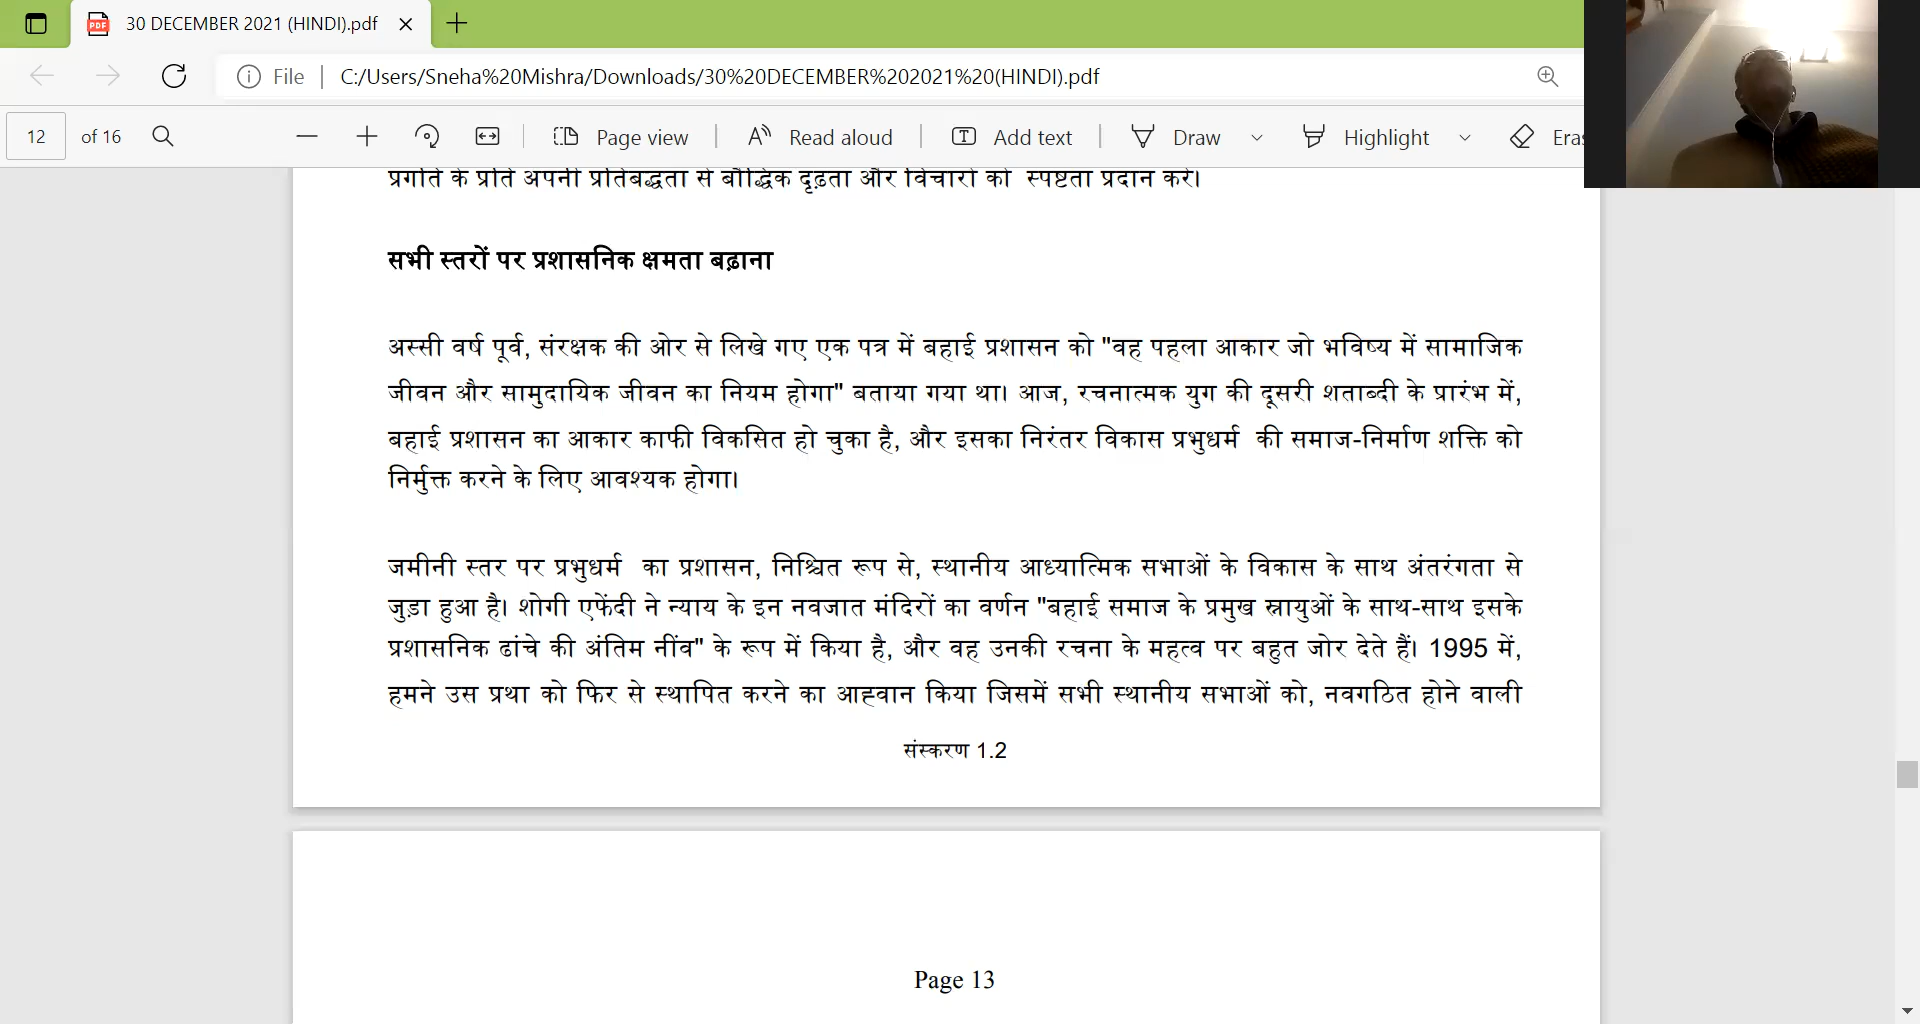 30 DECEMBER 2021 (HINDI).pdf
File
C:/Users/Sneha%20Mishra/Downloads/30%20DECEMBER%202021%20(HINDI).pdf
12 of 16 Page view Read aloud Add text Draw Highlight Eras
प्रगति के प्रति अपनी प्रतिबद्धता से बौद्धिक दृढ़ता और विचारों को स्पष्टता प्रदान करें।
सभी स्तरों पर प्रशासनिक क्षमता बढ़ाना
अस्सी वर्ष पूर्व, संरक्षक की ओर से लिखे गए एक पत्र में बहाई प्रशासन को "वह पहला आकार जो भविष्य में सामाजिक
जीवन और सामुदायिक जीवन का नियम होगा" बताया गया था। आज, रचनात्मक युग की दूसरी शताब्दी के प्रारंभ में,
बहाई प्रशासन का आकार काफी विकसित हो चुका है, और इसका निरंतर विकास प्रभुधर्म की समाज-निर्माण शक्ति को
निर्मुक्त करने के लिए आवश्यक होगा।
जमीनी स्तर पर प्रभुधर्म का प्रशासन, निश्चित रूप से, स्थानीय आध्यात्मिक सभाओं के विकास के साथ अंतरंगता से
जुड़ा हुआ है। शोगी एफेंदी ने न्याय के इन नवजात मंदिरों का वर्णन "बहाई समाज के प्रमुख स्नायुओं के साथ-साथ इसके
प्रशासनिक ढांचे की अंतिम नींव" के रूप में किया है, और वह उनकी रचना के महत्व पर बहुत जोर देते हैं। 1995 में,
हमने उस प्रथा को फिर से स्थापित करने का आह्वान किया जिसमें सभी स्थानीय सभाओं को, नवगठित होने वाली
संस्करण 1.2
Page 13